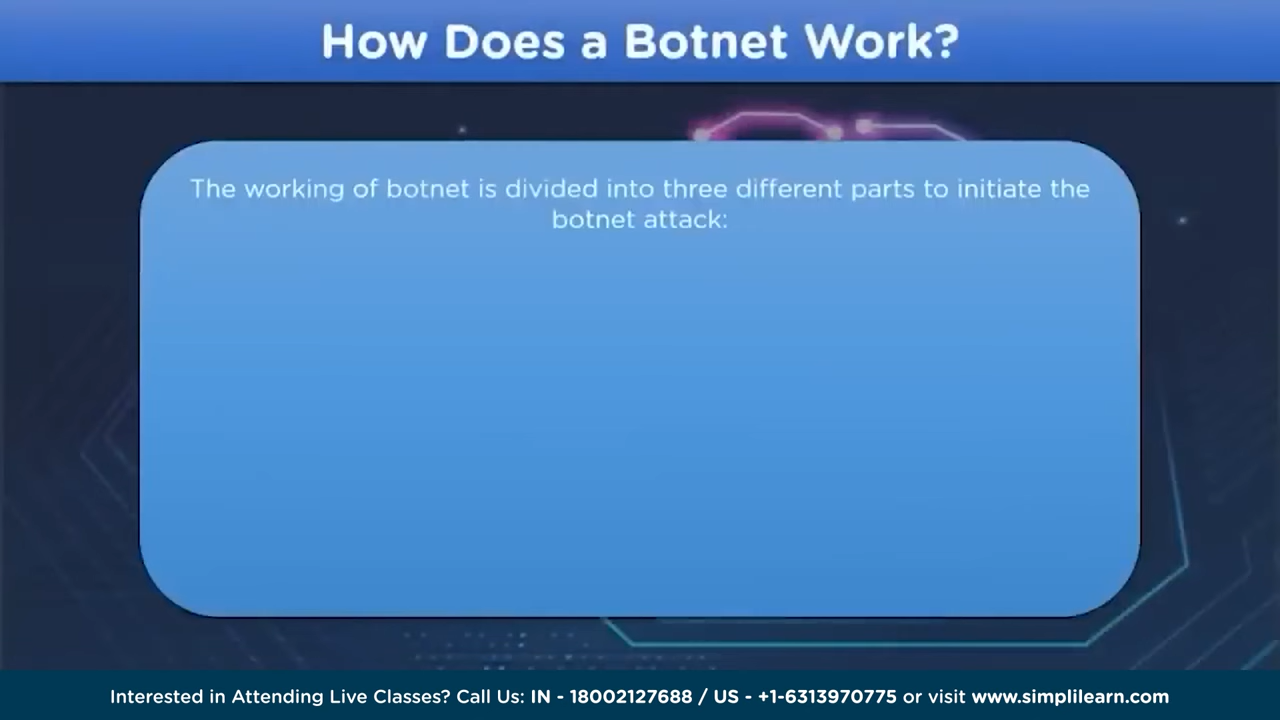 How Does a Botnet Work?
The working of botnet is divided into three different parts to initiate the
botnet attack:
Interested in Attending Live Classes? Call Us: IN - 18002127688 / US - +1-6313970775 or visit www.simplilearn.com